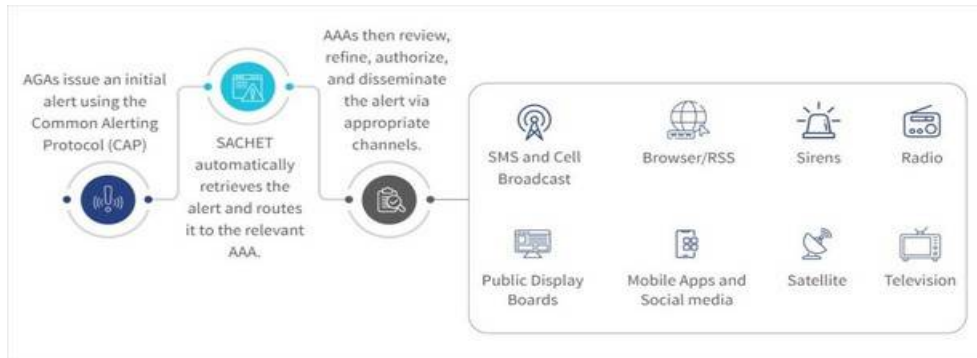 AGAs issue an initial
alert using the
Common Alerting
Protocol (CAP)
SACHET
automatically
retrieves the
alert and routes
it to the relevant
AAA.
AAAs then review,
refine, authorize,
and disseminate
the alert via
appropriate
channels.
SMS and Cell
Broadcast
Browser/RSS
Sirens
Radio
Public Display
Boards
Mobile Apps and
Social media
Satellite
Television